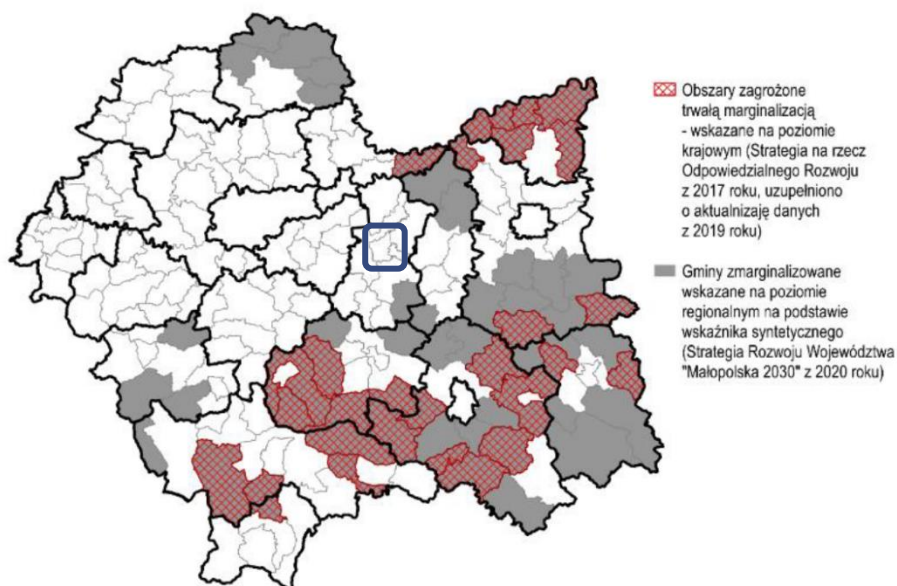 Obszary zagrożone
trwałą marginalizacją
- wskazane na poziomie
krajowym (Strategia na rzecz
Odpowiedzialnego Rozwoju
z 2017 roku, uzupełniono
o aktualnizaję danych
z 2019 roku)
Gminy zmarginalizowane
wskazane na poziomie
regionalnym na podstawie
wskaźnika syntetycznego
(Strategia Rozwoju Województwa
"Małopolska 2030" z 2020 roku)